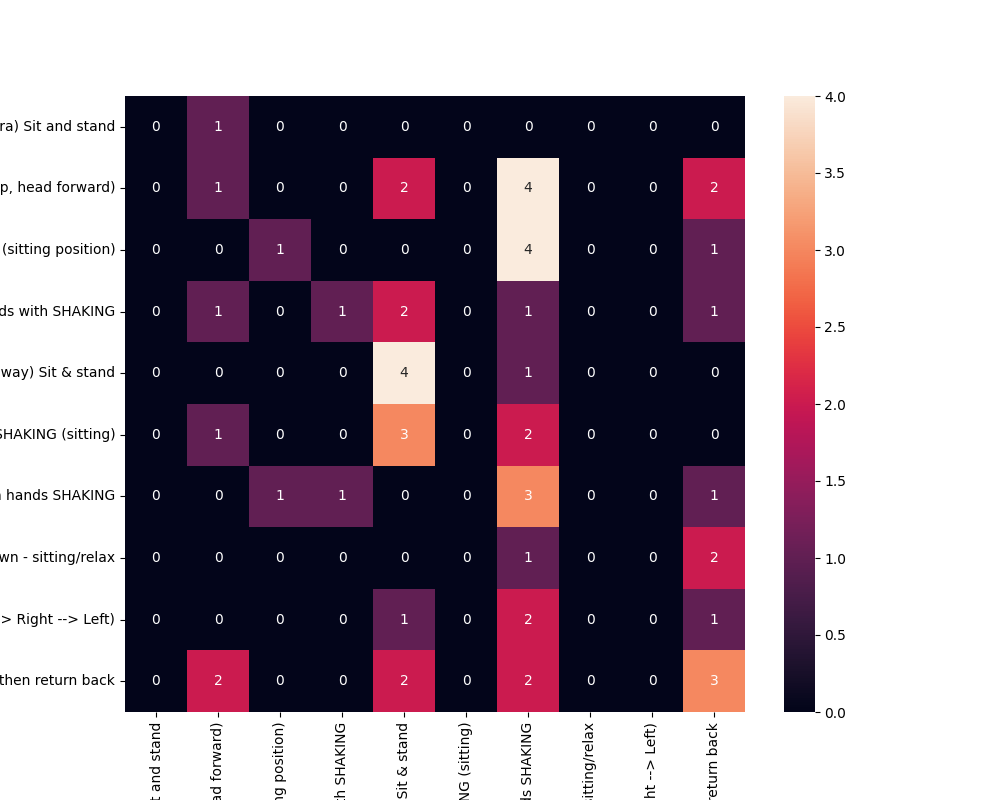 ra) Sit and stand 0 1 0 0 0 0 0 0 0 0
p, head forward) 0 1 0 0 2 0 4 0 0 2
(sitting position) 0 0 1 0 0 0 4 0 0 1
ds with SHAKING 0 1 0 1 2 0 1 0 0 1
way) Sit & stand 0 0 0 0 4 0 1 0 0 0
SHAKING (sitting) 0 1 0 0 3 0 2 0 0 0
hands SHAKING 0 0 1 1 0 0 3 0 0 1
wn - sitting/relax 0 0 0 0 0 0 1 0 0 2
> Right --> Left) 0 0 0 0 1 0 2 0 0 1
then return back 0 2 0 0 2 0 2 0 0 3
t and stand
ad forward)
ng position)
th SHAKING
Sit & stand
NG (sitting)
ds SHAKING
sitting/relax
ht --> Left)
return back
4.0
3.5
3.0
2.5
2.0
1.5
1.0
0.5
0.0